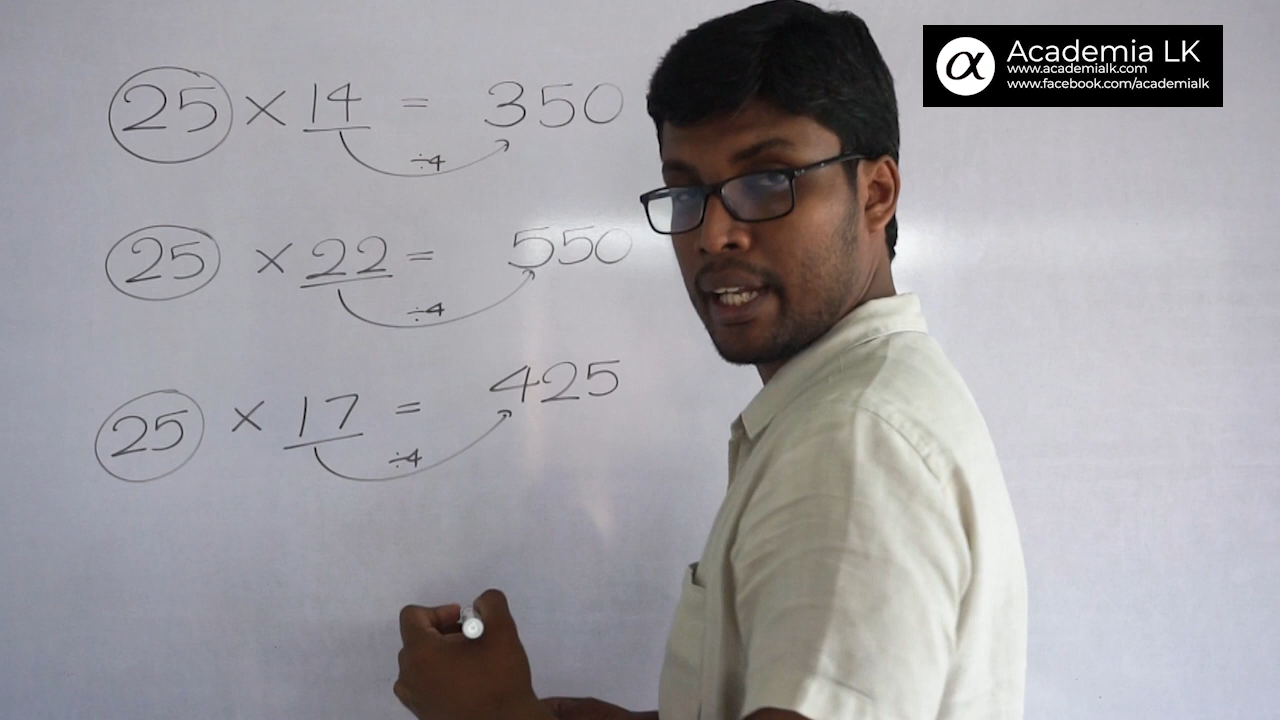 25 × 14 = 350
÷4
25 × 22 = 550
÷4
25 × 17 = 425
÷4
α Academia LK
www.academialk.com
www.facebook.com/academialk